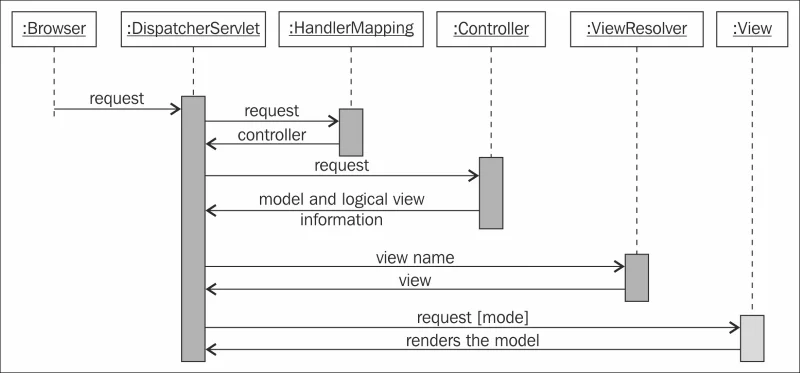 :Browser
:DispatcherServlet
:HandlerMapping
:Controller
:ViewResolver
:View
request
request
controller
request
model and logical view
information
view name
view
request [mode]
renders the model